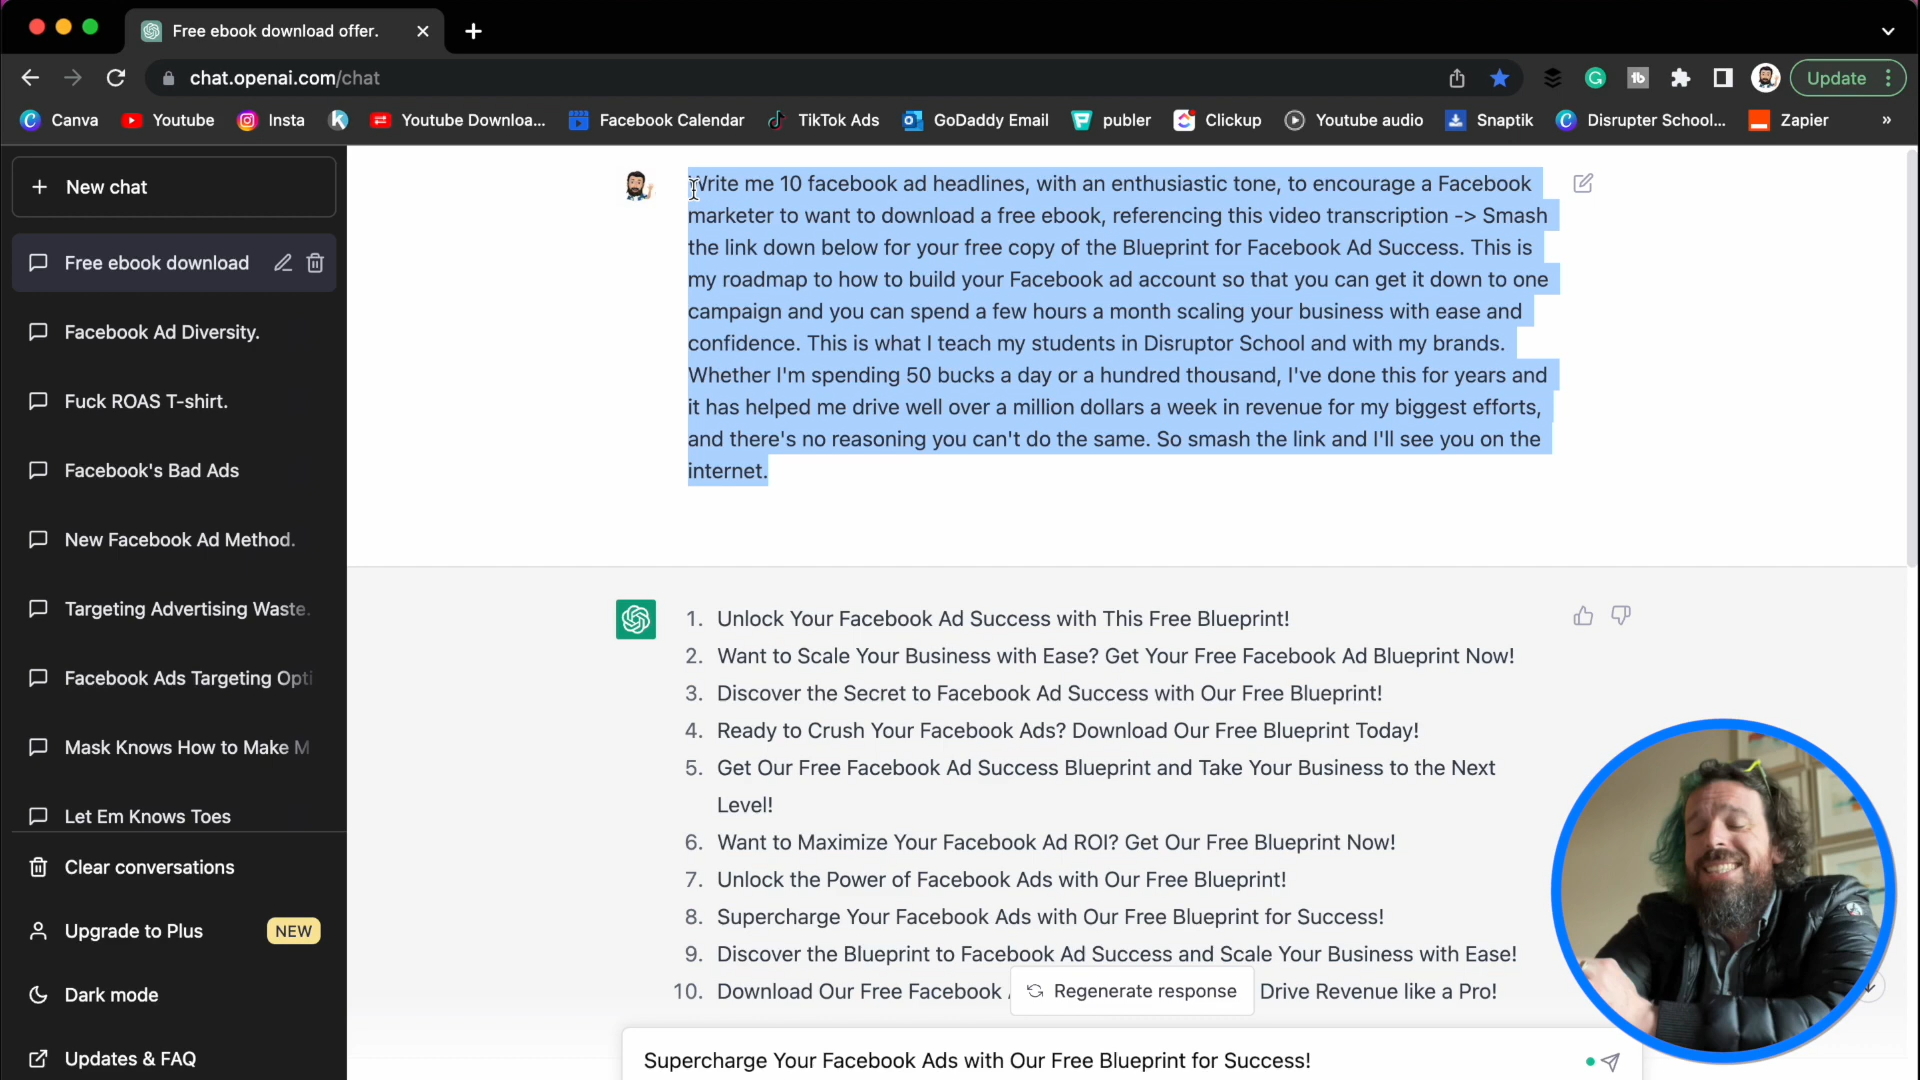 Free ebook download offer.
chat.openai.com/chat
Update
Canva
Youtube
Insta
Youtube Downloa...
Facebook Calendar
TikTok Ads
GoDaddy Email
publer
Clickup
Youtube audio
Snaptik
Disrupter School...
Zapier
»
New chat
Free ebook download
Facebook Ad Diversity.
Fuck ROAS T-shirt.
Facebook's Bad Ads
New Facebook Ad Method.
Targeting Advertising Waste.
Facebook Ads Targeting Opti
Mask Knows How to Make M
Let Em Knows Toes
Clear conversations
Upgrade to Plus
NEW
Dark mode
Updates & FAQ
Write me 10 facebook ad headlines, with an enthusiastic tone, to encourage a Facebook
marketer to want to download a free ebook, referencing this video transcription -> Smash
the link down below for your free copy of the Blueprint for Facebook Ad Success. This is
my roadmap to how to build your Facebook ad account so that you can get it down to one
campaign and you can spend a few hours a month scaling your business with ease and
confidence. This is what I teach my students in Disruptor School and with my brands.
Whether I'm spending 50 bucks a day or a hundred thousand, I've done this for years and
it has helped me drive well over a million dollars a week in revenue for my biggest efforts,
and there's no reasoning you can't do the same. So smash the link and I'll see you on the
internet.
1. Unlock Your Facebook Ad Success with This Free Blueprint!
2. Want to Scale Your Business with Ease? Get Your Free Facebook Ad Blueprint Now!
3. Discover the Secret to Facebook Ad Success with Our Free Blueprint!
4. Ready to Crush Your Facebook Ads? Download Our Free Blueprint Today!
5. Get Our Free Facebook Ad Success Blueprint and Take Your Business to the Next
Level!
6. Want to Maximize Your Facebook Ad ROI? Get Our Free Blueprint Now!
7. Unlock the Power of Facebook Ads with Our Free Blueprint!
8. Supercharge Your Facebook Ads with Our Free Blueprint for Success!
9. Discover the Blueprint to Facebook Ad Success and Scale Your Business with Ease!
10. Download Our Free Facebook Drive Revenue like a Pro!
Regenerate response
Supercharge Your Facebook Ads with Our Free Blueprint for Success!